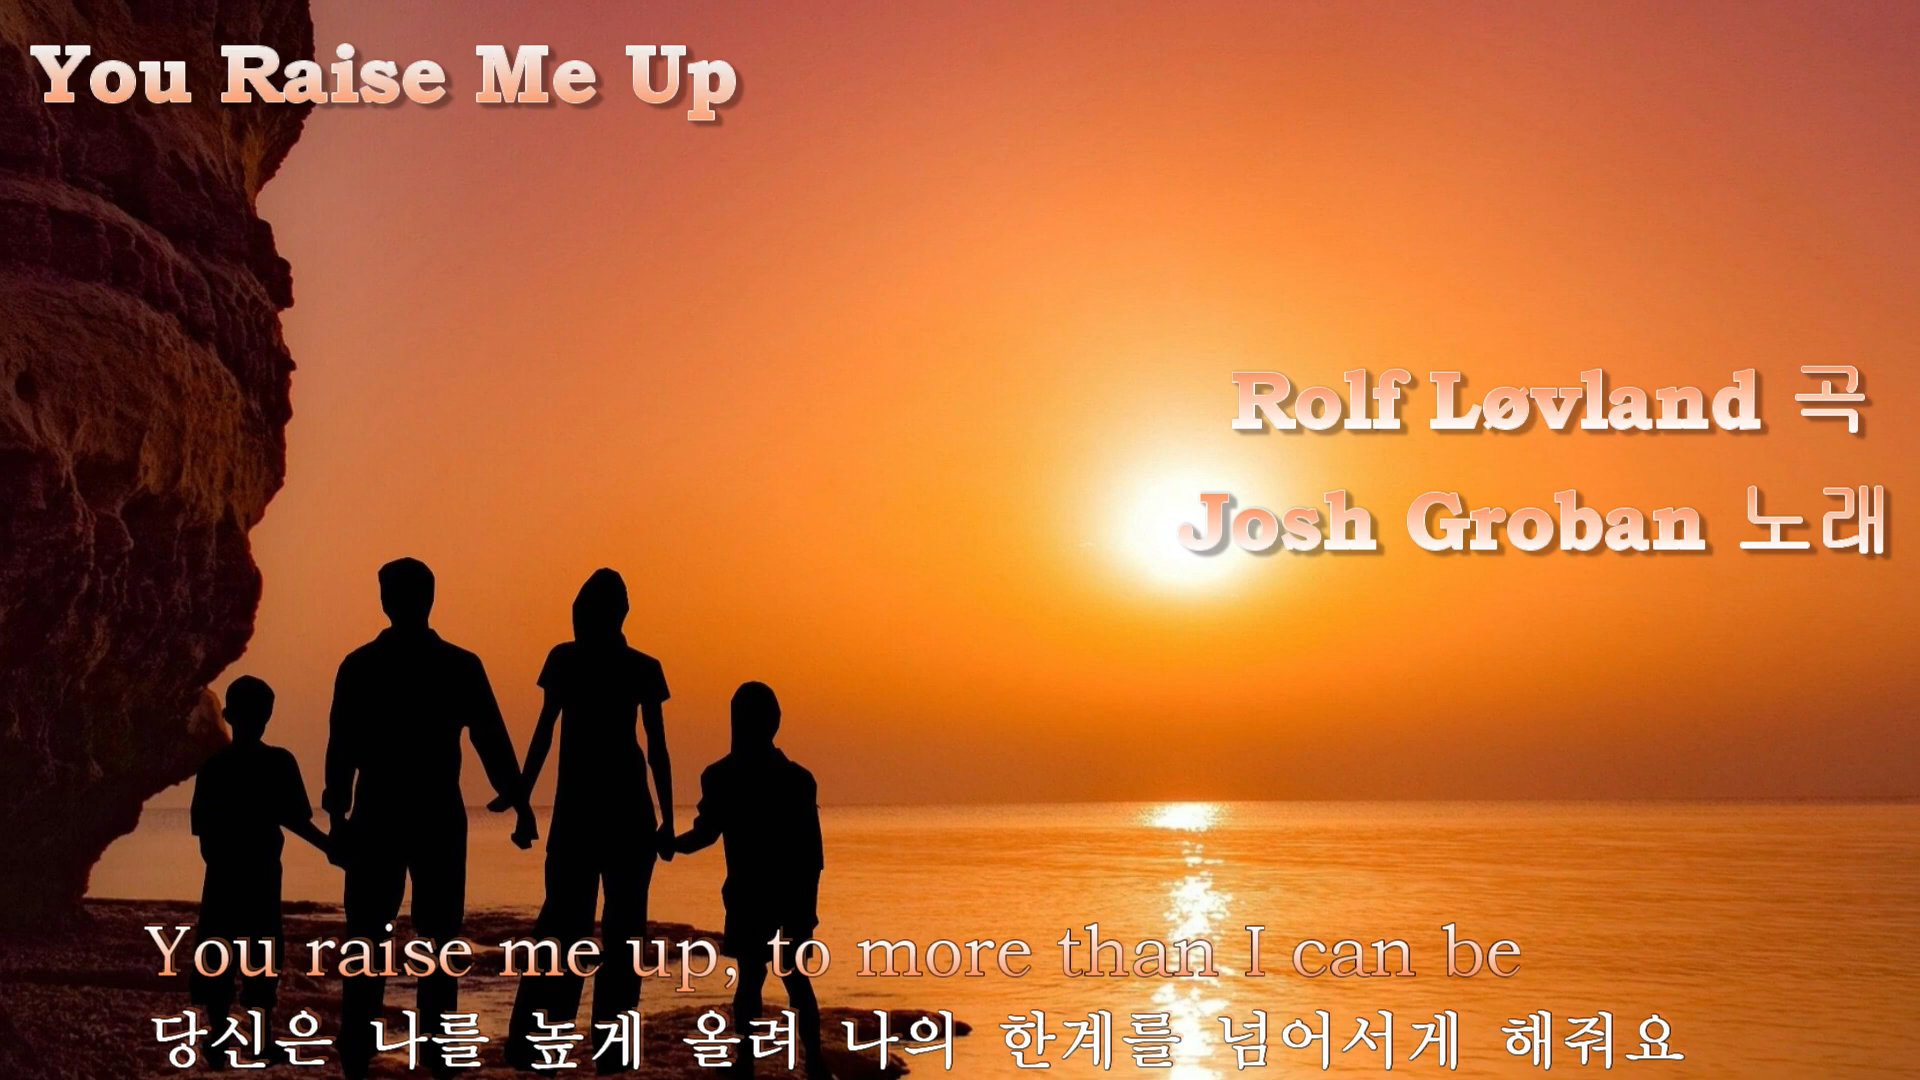 You Raise Me Up
Rolf Løvland 곡
Josh Groban 노래
You raise me up, to more than I can be
당신은 나를 높게 올려 나의 한계를 넘어서게 해줘요